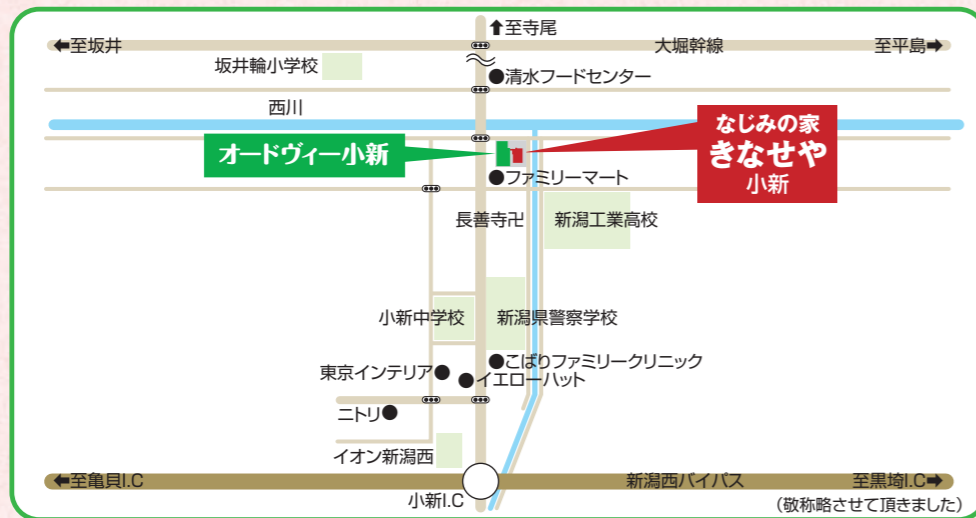 ⬆至寺尾
⬅至坂井
大堀幹線
至平島➡
坂井輪小学校
●清水フードセンター
西川
オードヴィー小新
なじみの家
きなせや
小新
●ファミリーマート
長善寺卍
新潟工業高校
小新中学校
新潟県警察学校
●こばりファミリークリニック
東京インテリア●
●イエローハット
ニトリ●
イオン新潟西
⬅至亀貝I.C
新潟西バイパス
至黒埼I.C➡
小新I.C
(敬称略させて頂きました)